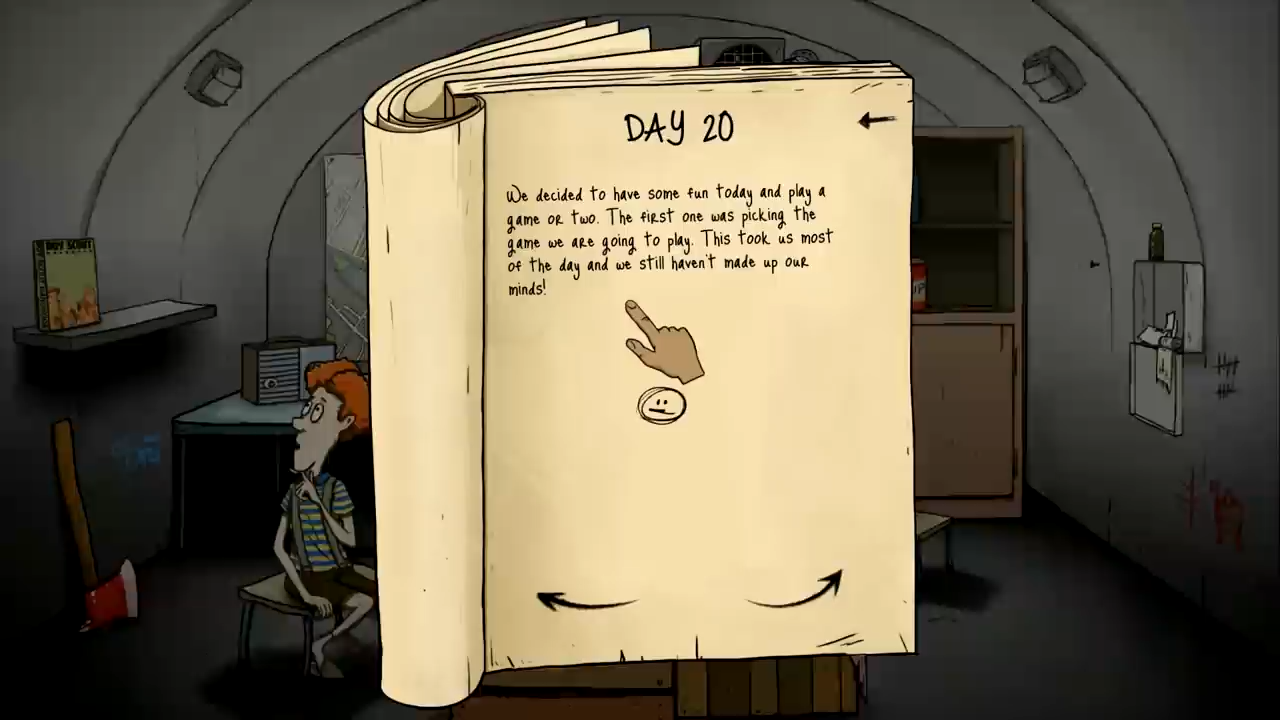 DAY 20
We decided to have some fun today and play a
game or two. The first one was picking the
game we are going to play. This took us most
of the day and we still haven't made up our
minds!
BOY SCOUT